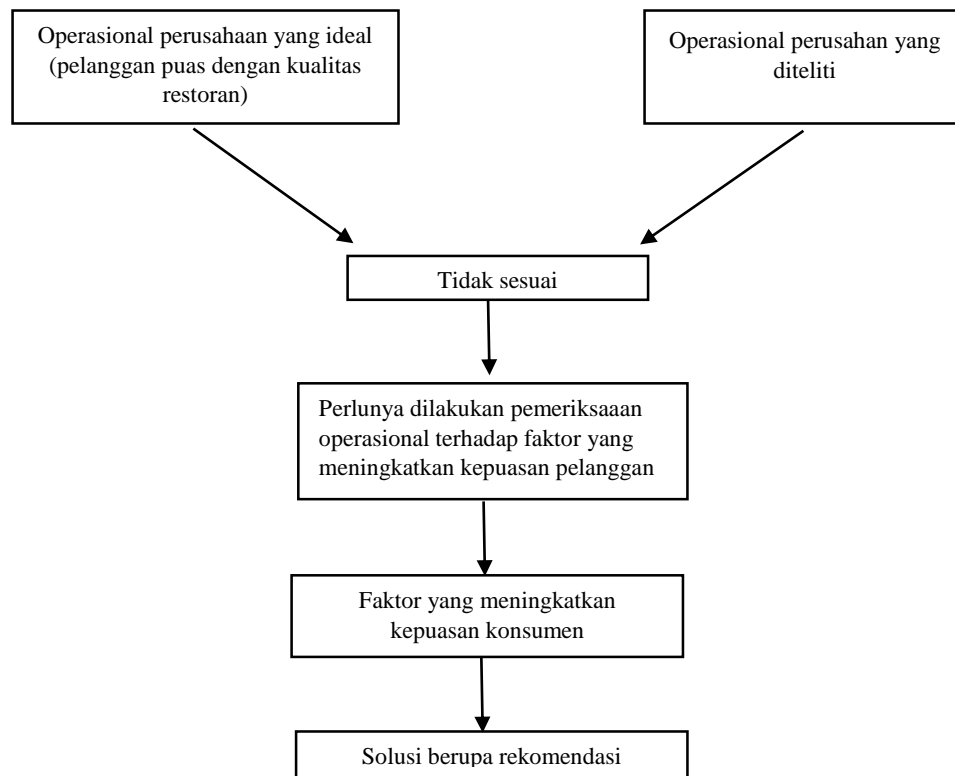 Operasional perusahaan yang ideal
(pelanggan puas dengan kualitas
restoran)
Operasional perusahan yang
diteliti
Tidak sesuai
Perlunya dilakukan pemeriksaaan
operasional terhadap faktor yang
meningkatkan kepuasan pelanggan
Faktor yang meningkatkan
kepuasan konsumen
Solusi berupa rekomendasi